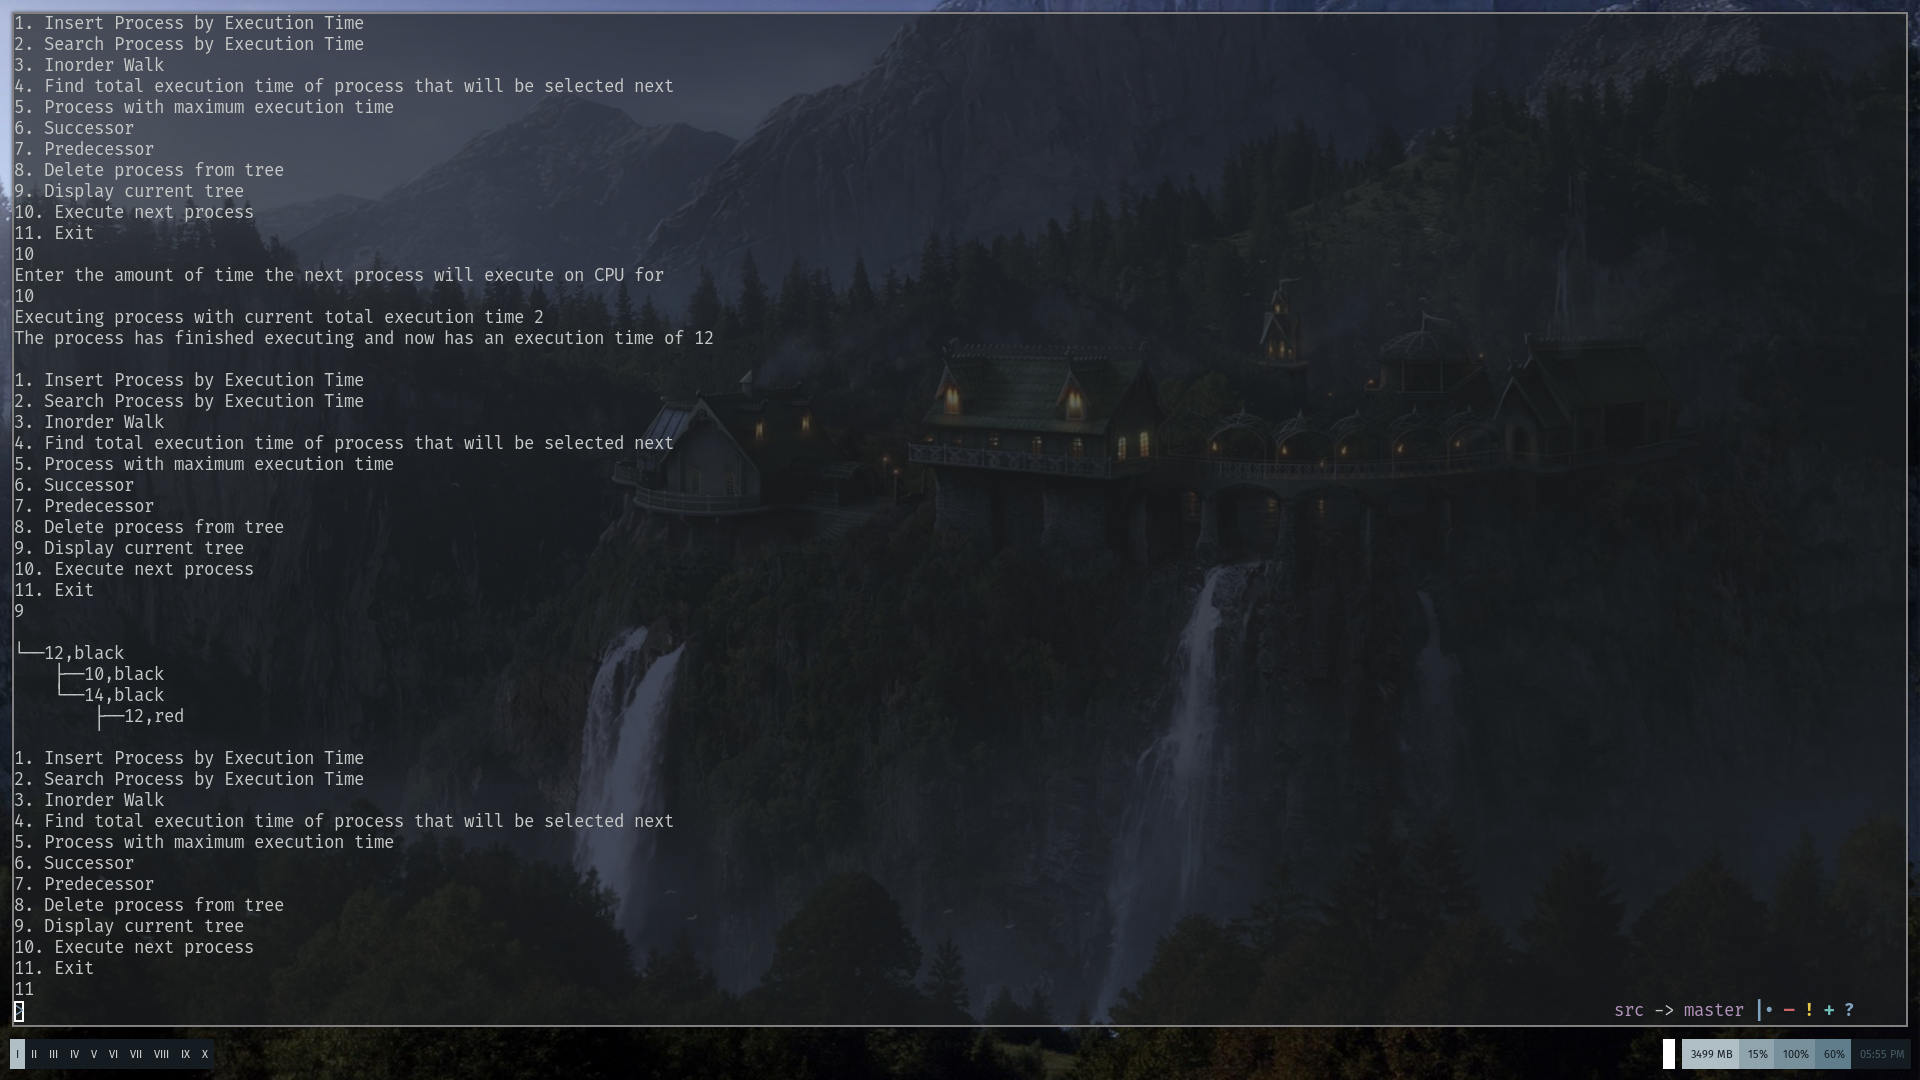 1. Insert Process by Execution Time
2. Search Process by Execution Time
3. Inorder Walk
4. Find total execution time of process that will be selected next
5. Process with maximum execution time
6. Successor
7. Predecessor
8. Delete process from tree
9. Display current tree
10. Execute next process
11. Exit
10
Enter the amount of time the next process will execute on CPU for
10
Executing process with current total execution time 2
The process has finished executing and now has an execution time of 12
1. Insert Process by Execution Time
2. Search Process by Execution Time
3. Inorder Walk
4. Find total execution time of process that will be selected next
5. Process with maximum execution time
6. Successor
7. Predecessor
8. Delete process from tree
9. Display current tree
10. Execute next process
11. Exit
9
└──12,black
    ├──10,black
    └──14,black
        ├──12,red
1. Insert Process by Execution Time
2. Search Process by Execution Time
3. Inorder Walk
4. Find total execution time of process that will be selected next
5. Process with maximum execution time
6. Successor
7. Predecessor
8. Delete process from tree
9. Display current tree
10. Execute next process
11. Exit
11
src -> master |• − ! + ?
I II III IV V VI VII VIII IX X
3499 MB 15% 100% 60% 05:55 PM